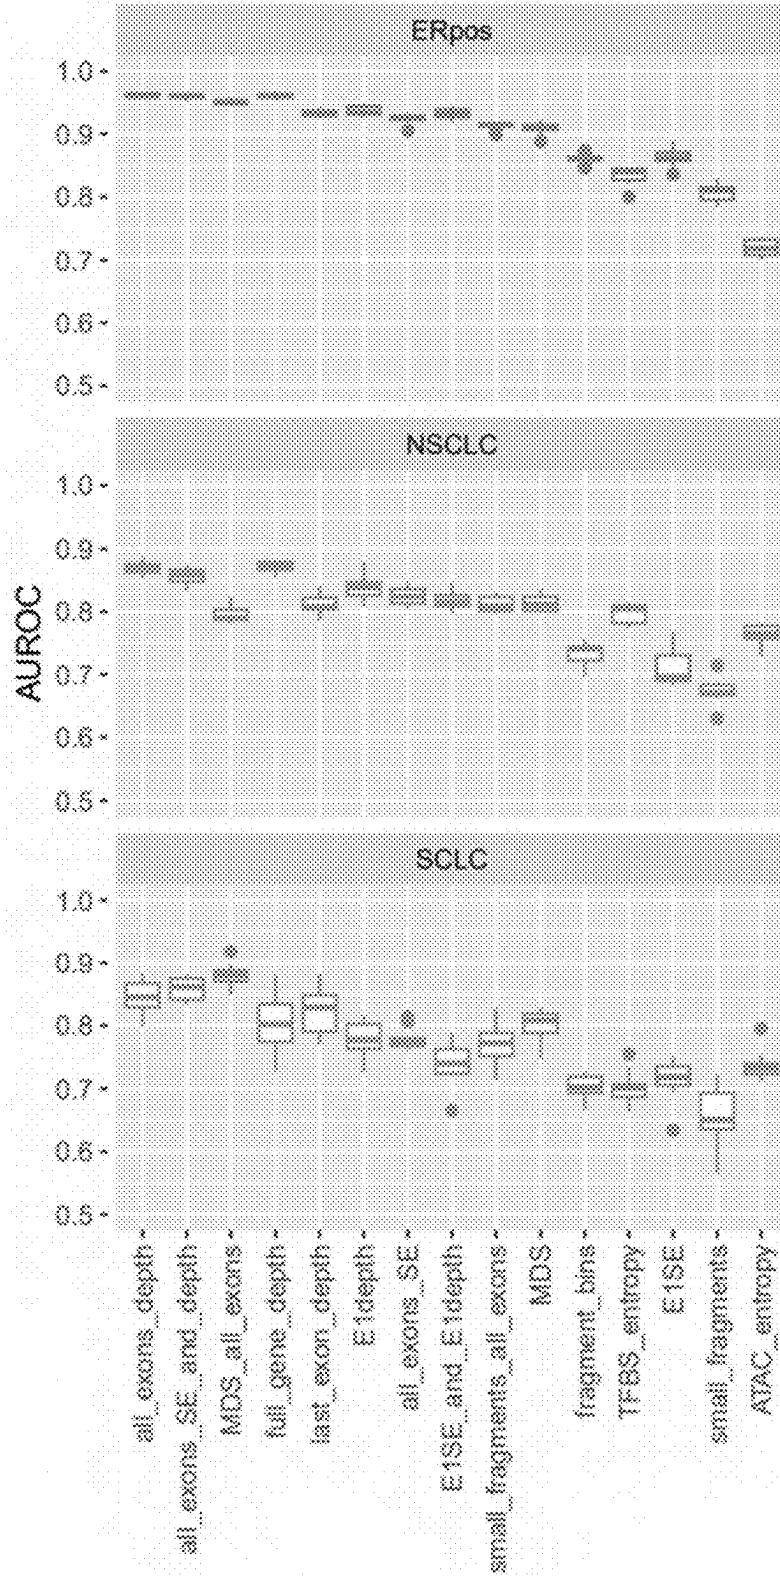 ERpos
1.0
0.9
0.8
0.7
0.6
0.5
NSCLC
1.0
0.9
0.8
0.7
0.6
0.5
AUROC
SCLC
1.0
0.9
0.8
0.7
0.6
0.5
all_exons_depth
all_exons_SE_and_depth
MDS_all_exons
full_gene_depth
last_exon_depth
E1depth
all_exons_SE
E1SE_and_E1depth
small_fragments_all_exons
MDS
fragment_bins
TFBS_entropy
E1SE
small_fragments
ATAC_entropy